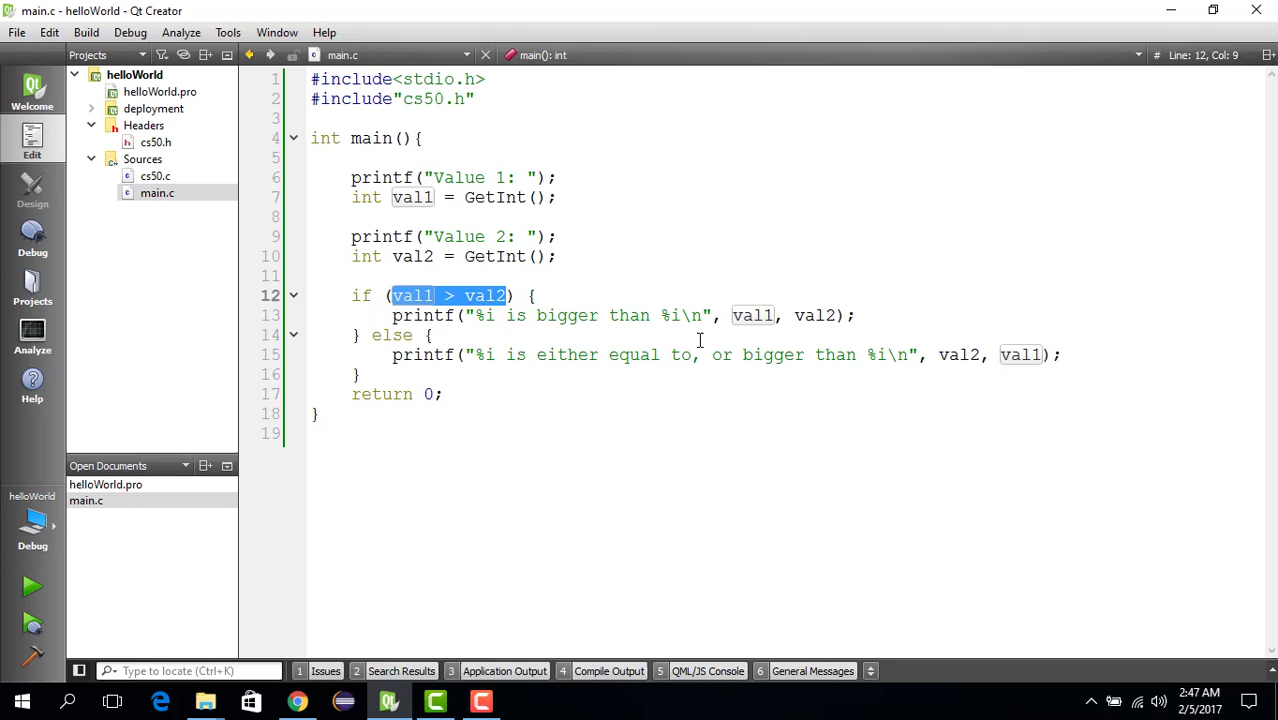 main.c - helloWorld - Qt Creator
File Edit Build Debug Analyze Tools Window Help
Projects main.c main(): int # Line: 12, Col: 9
Welcome
Edit
Design
Debug
Projects
Analyze
Help
helloWorld
Debug
helloWorld
helloWorld.pro
deployment
Headers
cs50.h
Sources
cs50.c
main.c
Open Documents
helloWorld.pro
main.c
1 #include<stdio.h>
2 #include"cs50.h"
3
4 int main(){
5
6 printf("Value 1: ");
7 int val1 = GetInt();
8
9 printf("Value 2: ");
10 int val2 = GetInt();
11
12 if (val1 > val2) {
13 printf("%i is bigger than %i\n", val1, val2);
14 } else {
15 printf("%i is either equal to, or bigger than %i\n", val2, val1);
16 }
17 return 0;
18 }
19
Type to locate (Ctrl+K) 1 Issues 2 Search Results 3 Application Output 4 Compile Output 5 QML/JS Console 6 General Messages
2:47 AM
2/5/2017